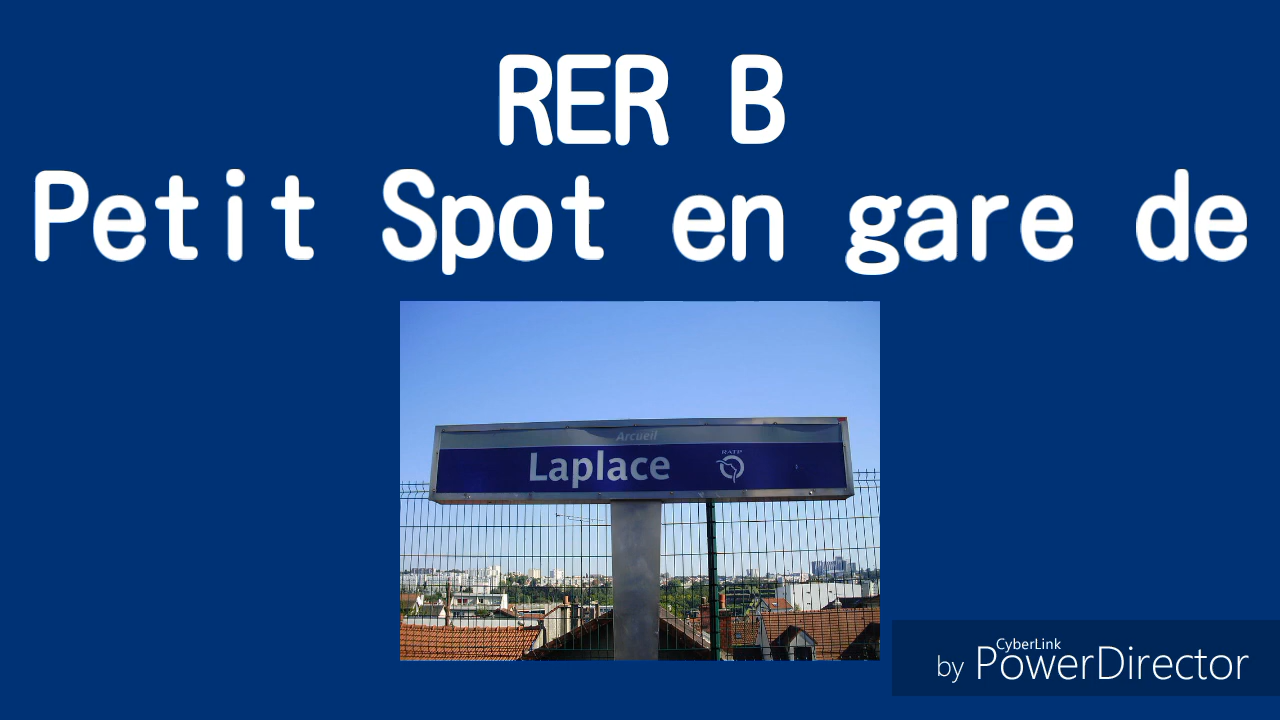 RER B
Petit Spot en gare de
Arcueil
Laplace
RATP
by CyberLink PowerDirector